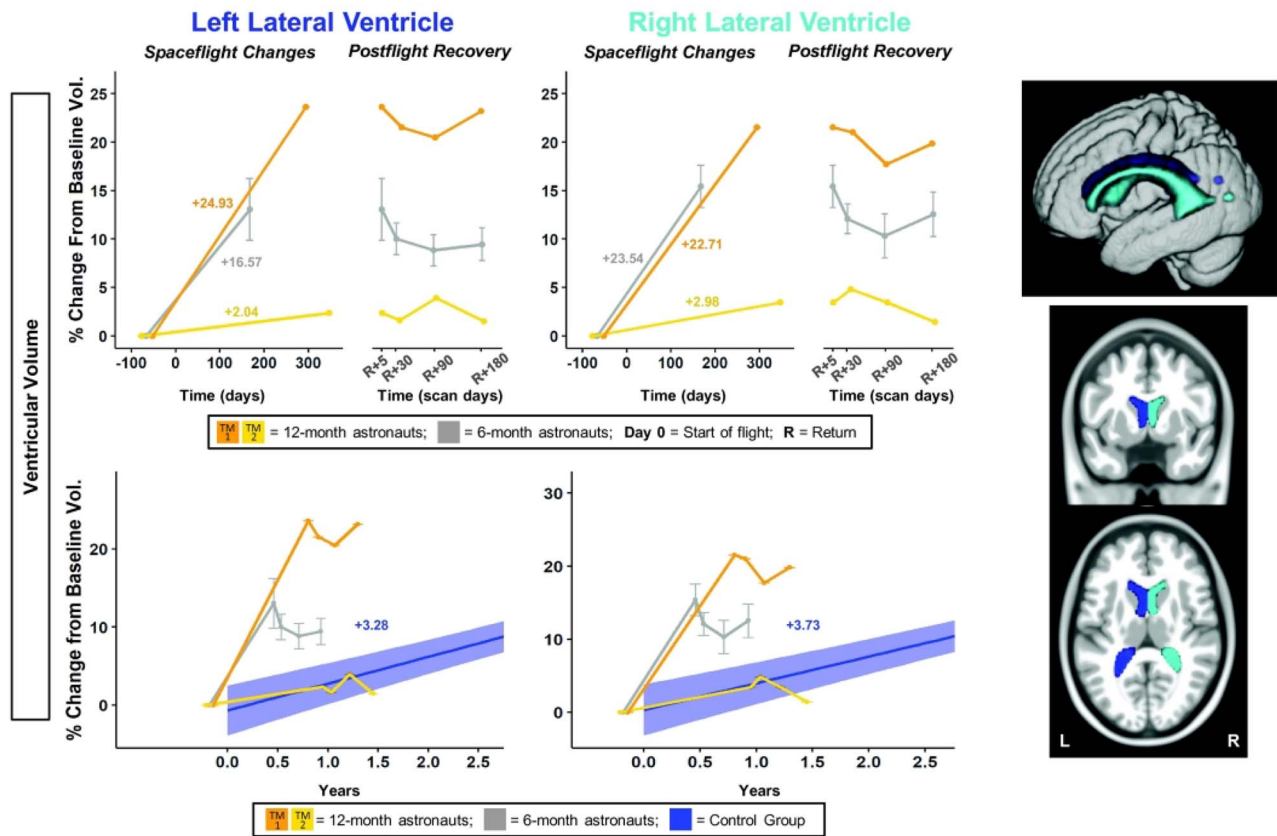 Left Lateral Ventricle
Right Lateral Ventricle
Spaceflight Changes
Postflight Recovery
Spaceflight Changes
Postflight Recovery
Ventricular Volume
% Change From Baseline Vol.
25
20
15
10
5
0
+24.93
+16.57
+2.04
-100 0 100 200 300
R+5 R+30 R+90 R+180
Time (days)
Time (scan days)
25
20
15
10
5
0
+23.54
+22.71
+2.98
-100 0 100 200 300
R+5 R+30 R+90 R+180
Time (days)
Time (scan days)
TM 1 TM 2 = 12-month astronauts; = 6-month astronauts; Day 0 = Start of flight; R = Return
% Change from Baseline Vol.
20
10
0
+3.28
0.0 0.5 1.0 1.5 2.0 2.5
Years
30
20
10
0
+3.73
0.0 0.5 1.0 1.5 2.0 2.5
Years
TM 1 TM 2 = 12-month astronauts; = 6-month astronauts; = Control Group
L R